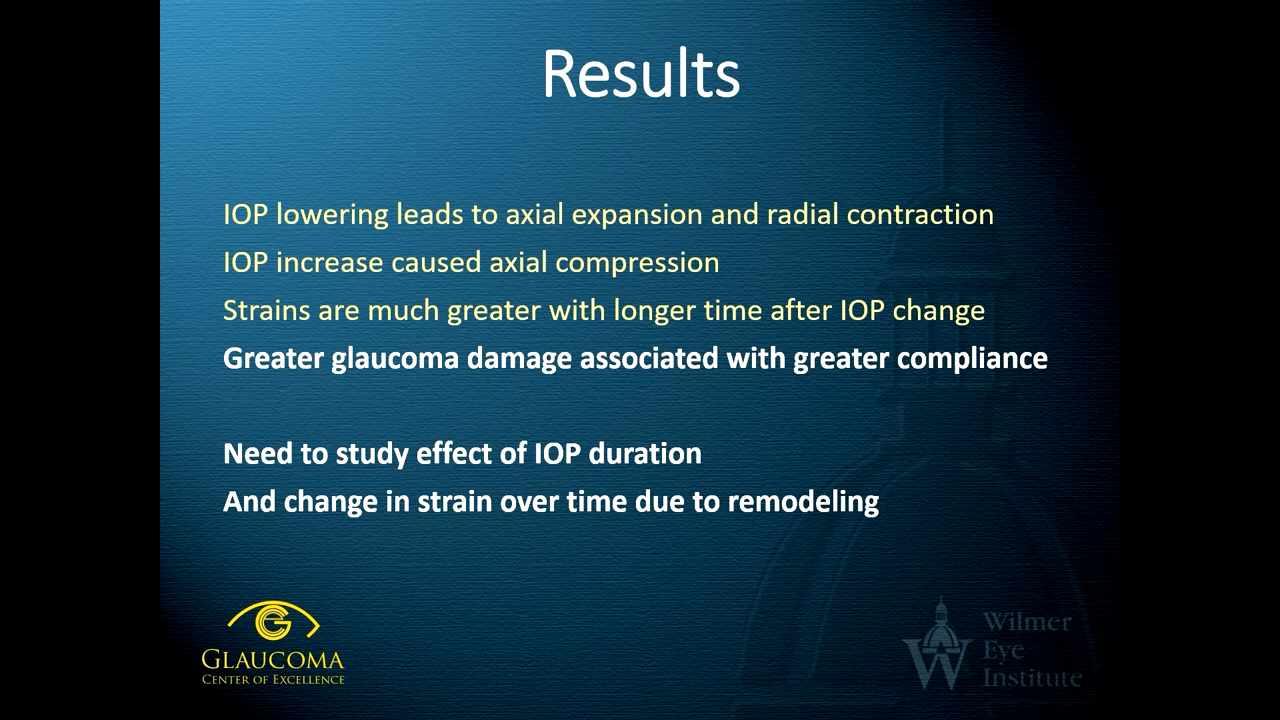 Results
IOP lowering leads to axial expansion and radial contraction
IOP increase caused axial compression
Strains are much greater with longer time after IOP change
Greater glaucoma damage associated with greater compliance
Need to study effect of IOP duration
And change in strain over time due to remodeling
GLAUCOMA
CENTER OF EXCELLENCE
Wilmer
Eye
Institute